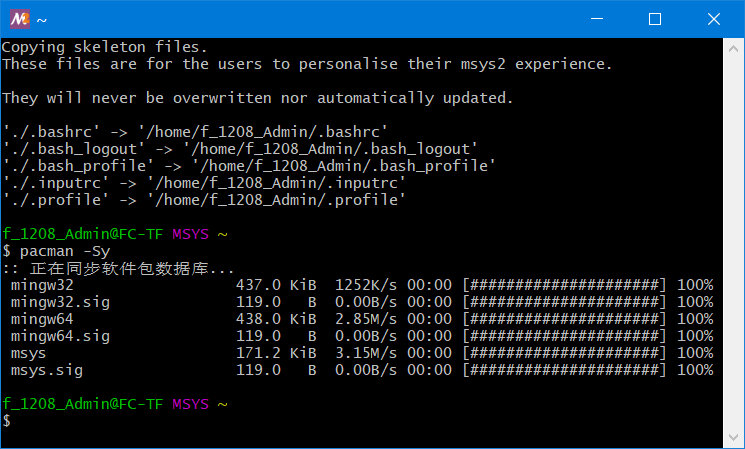 ~
Copying skeleton files.
These files are for the users to personalise their msys2 experience.
They will never be overwritten nor automatically updated.
'./.bashrc' -> '/home/f_1208_Admin/.bashrc'
'./.bash_logout' -> '/home/f_1208_Admin/.bash_logout'
'./.bash_profile' -> '/home/f_1208_Admin/.bash_profile'
'./.inputrc' -> '/home/f_1208_Admin/.inputrc'
'./.profile' -> '/home/f_1208_Admin/.profile'
f_1208_Admin@FC-TF MSYS ~
$ pacman -Sy
:: 正在同步软件包数据库...
mingw32 437.0 KiB 1252K/s 00:00 [#####################] 100%
mingw32.sig 119.0 B 0.00B/s 00:00 [#####################] 100%
mingw64 438.0 KiB 2.85M/s 00:00 [#####################] 100%
mingw64.sig 119.0 B 0.00B/s 00:00 [#####################] 100%
msys 171.2 KiB 3.15M/s 00:00 [#####################] 100%
msys.sig 119.0 B 0.00B/s 00:00 [#####################] 100%
f_1208_Admin@FC-TF MSYS ~
$